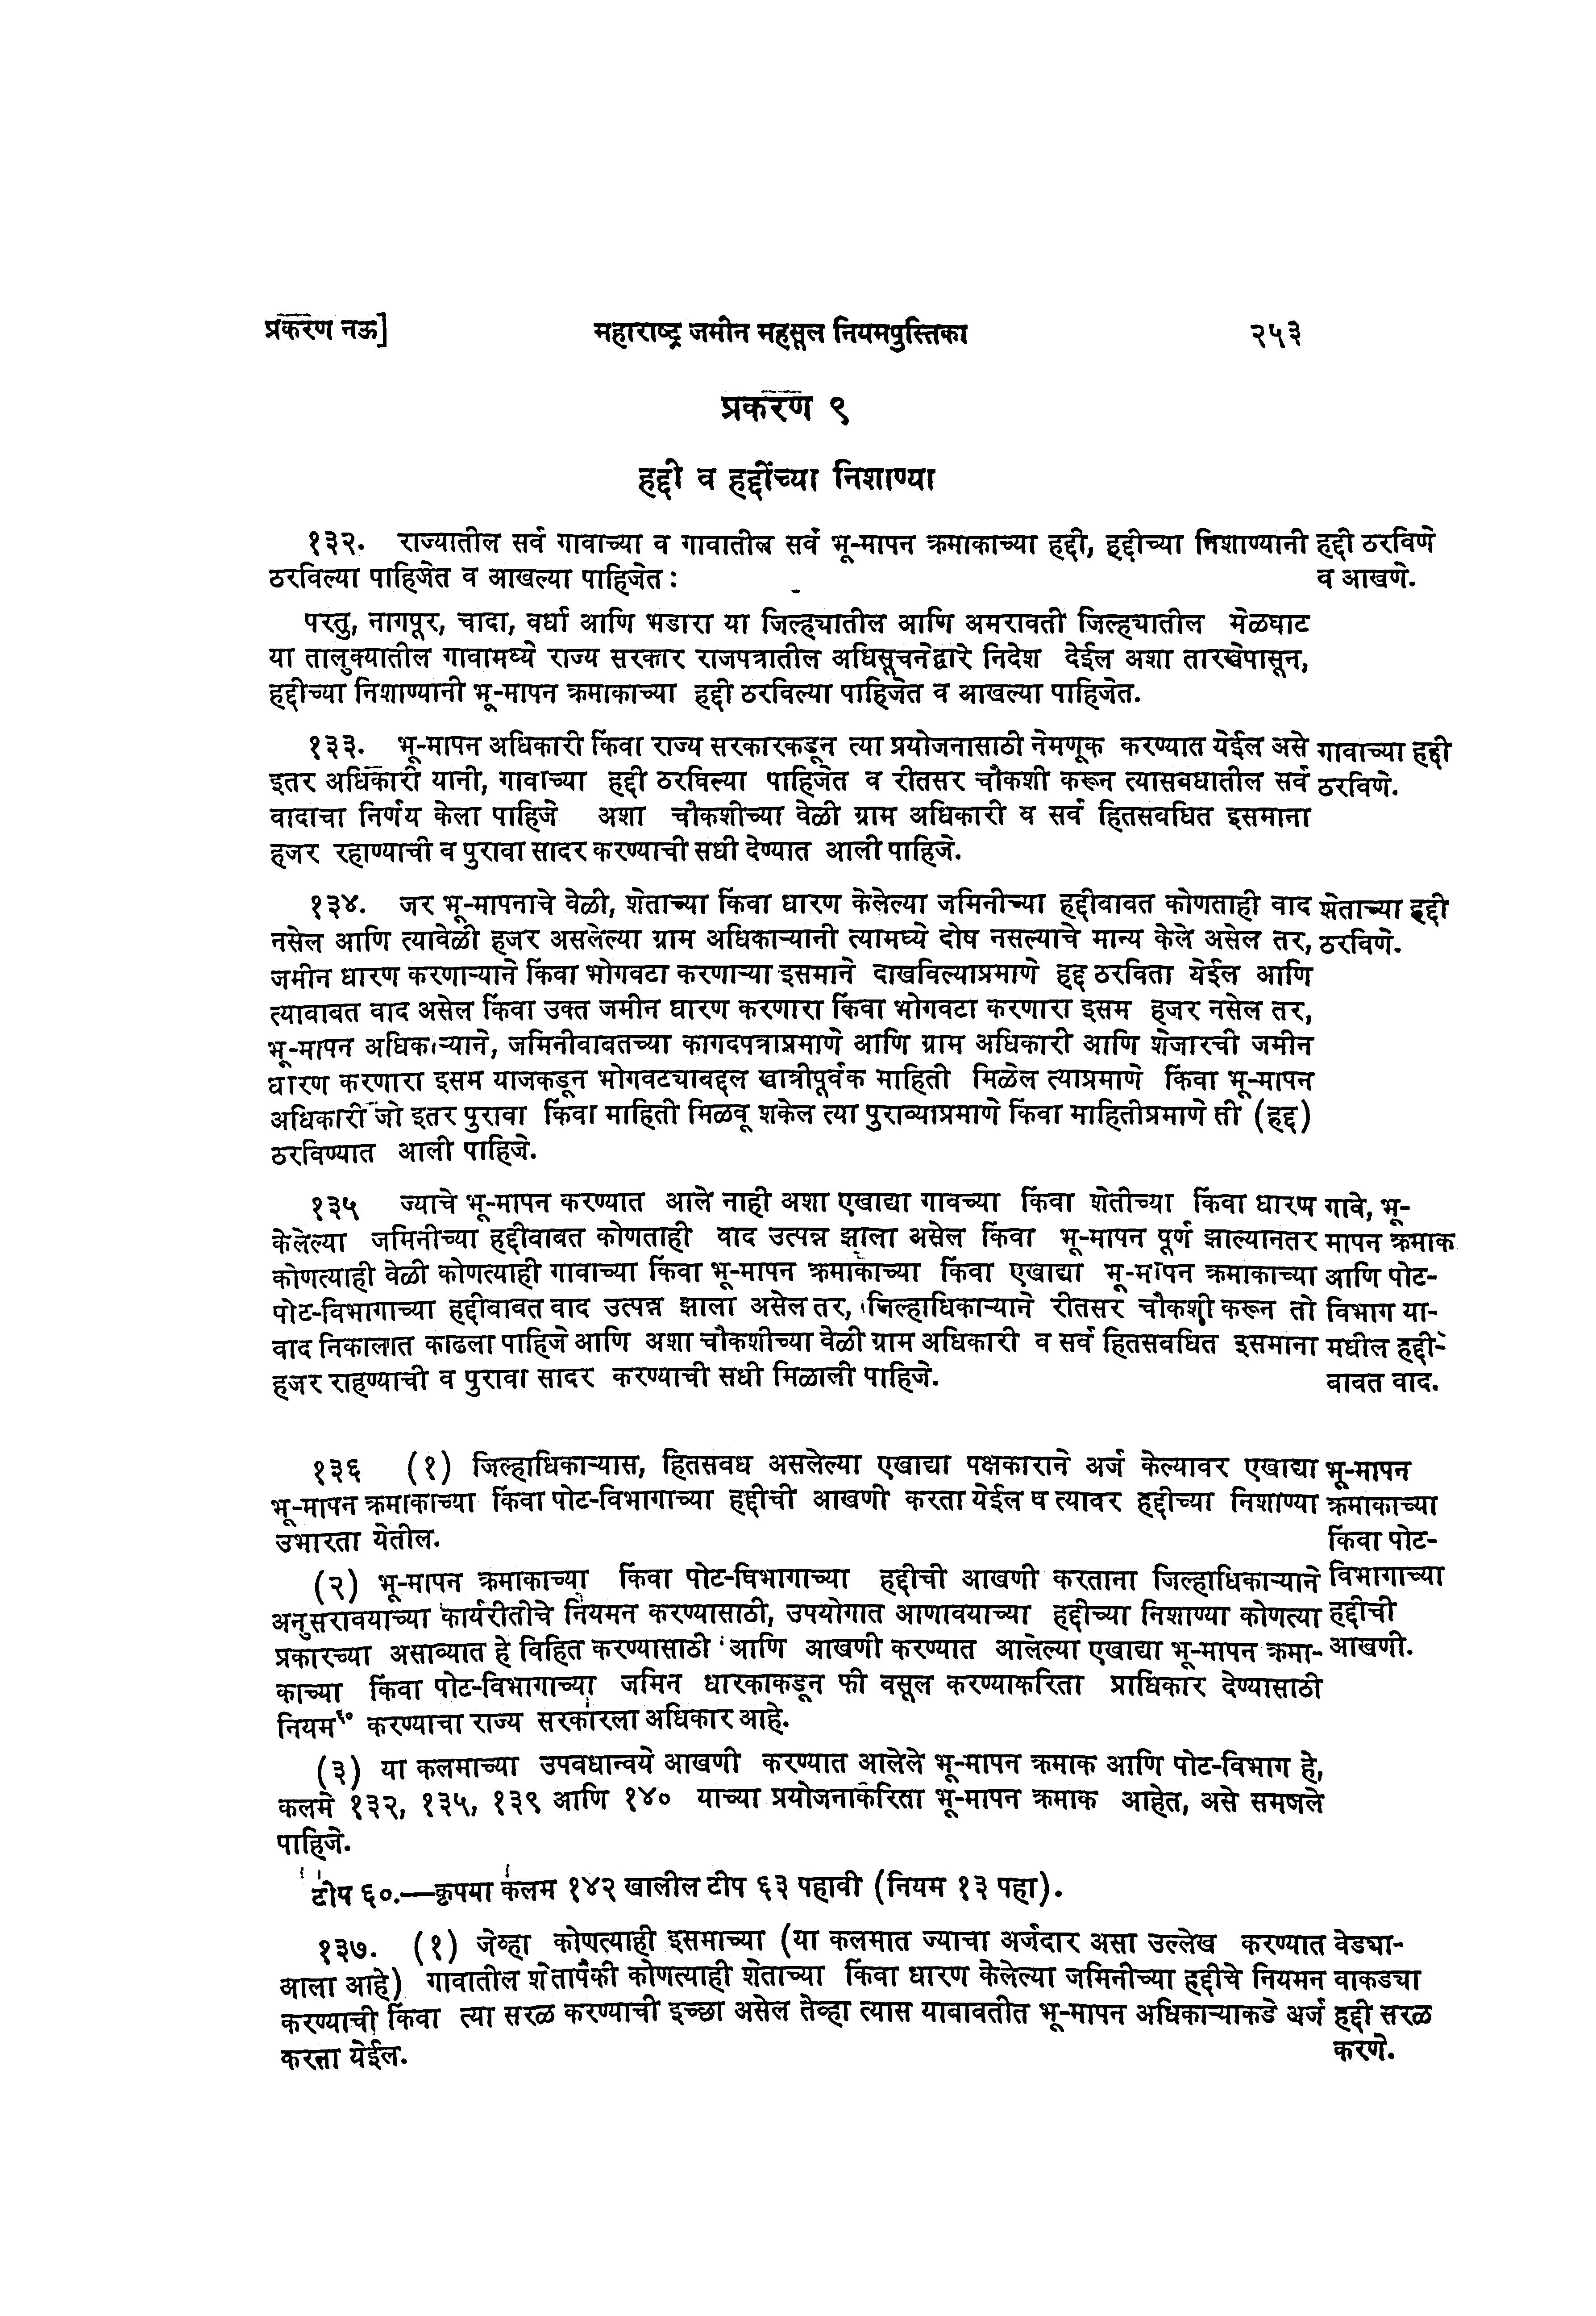 प्रकरण नऊ] महाराष्ट्र जमीन महसूल नियमपुस्तिका २५३
प्रकरण ९
हद्दी व हद्दींच्या निशाण्या
१३२. राज्यातील सर्व गावाच्या व गावातील सर्व भू-मापन क्रमाकाच्या हद्दी, हद्दीच्या निशाण्यानी हद्दी ठरविणे
ठरविल्या पाहिजेत व आखल्या पाहिजेत : व आखणे.
परतु, नागपूर, चादा, वर्धा आणि भडारा या जिल्ह्यातील आणि अमरावती जिल्ह्यातील मेळघाट
या तालुक्यातील गावामध्ये राज्य सरकार राजपत्रातील अधिसूचनेद्वारे निदेश देईल अशा तारखेपासून,
हद्दीच्या निशाण्यानी भू-मापन क्रमाकाच्या हद्दी ठरविल्या पाहिजेत व आखल्या पाहिजेत.
१३३. भू-मापन अधिकारी किंवा राज्य सरकारकडून त्या प्रयोजनासाठी नेमणूक करण्यात येईल असे गावाच्या हद्दी
इतर अधिकारी यानी, गावाच्या हद्दी ठरविल्या पाहिजेत व रीतसर चौकशी करून त्यासबधातील सर्व ठरविणे.
वादाचा निर्णय केला पाहिजे अशा चौकशीच्या वेळी ग्राम अधिकारी व सर्व हितसवधित इसमाना
हजर रहाण्याची व पुरावा सादर करण्याची सधी देण्यात आली पाहिजे.
१३४. जर भू-मापनाचे वेळी, शेताच्या किंवा धारण केलेल्या जमिनीच्या हद्दीवावत कोणताही वाद शेताच्या हद्दी
नसेल आणि त्यावेळी हजर असलेल्या ग्राम अधिकाऱ्यानी त्यामध्ये दोष नसल्याचे मान्य केले असेल तर, ठरविणे.
जमीन धारण करणाऱ्याने किंवा भोगवटा करणाऱ्या इसमाने दाखविल्याप्रमाणे हद्द ठरविता येईल आणि
त्यावावत वाद असेल किंवा उक्त जमीन धारण करणारा किंवा भोगवटा करणारा इसम हजर नसेल तर,
भू-मापन अधिकाऱ्याने, जमिनीवावतच्या कागदपत्राप्रमाणे आणि ग्राम अधिकारी आणि शेजारची जमीन
धारण करणारा इसम याजकडून भोगवट्याबद्दल खात्रीपूर्वक माहिती मिळेल त्याप्रमाणे किंवा भू-मापन
अधिकारी जो इतर पुरावा किंवा माहिती मिळवू शकेल त्या पुराव्याप्रमाणे किंवा माहितीप्रमाणे ती (हद्द)
ठरविण्यात आली पाहिजे.
१३५ ज्याचे भू-मापन करण्यात आले नाही अशा एखाद्या गावच्या किंवा शेतीच्या किंवा धारण गावे, भू-
केलेल्या जमिनीच्या हद्दीवावत कोणताही वाद उत्पन्न झाला असेल किंवा भू-मापन पूर्ण झाल्यानतर मापन क्रमाक
कोणत्याही वेळी कोणत्याही गावाच्या किंवा भू-मापन क्रमाकाच्या किंवा एखाद्या भू-मापन क्रमाकाच्या आणि पोट-
पोट-विभागाच्या हद्दीवावत वाद उत्पन्न झाला असेल तर, जिल्हाधिकाऱ्याने रीतसर चौकशी करून तो विभाग या-
वाद निकालात काढला पाहिजे आणि अशा चौकशीच्या वेळी ग्राम अधिकारी व सर्व हितसवधित इसमाना मधील हद्दी-
हजर राहण्याची व पुरावा सादर करण्याची सधी मिळाली पाहिजे. वावत वाद.
१३६ (१) जिल्हाधिकाऱ्यास, हितसवध असलेल्या एखाद्या पक्षकाराने अर्ज केल्यावर एखाद्या भू-मापन
भू-मापन क्रमाकाच्या किंवा पोट-विभागाच्या हद्दीची आखणी करता येईल व त्यावर हद्दीच्या निशाण्या क्रमाकाच्या
उभारता येतील. किंवा पोट-
(२) भू-मापन क्रमाकाच्या किंवा पोट-विभागाच्या हद्दीची आखणी करताना जिल्हाधिकाऱ्याने विभागाच्या
अनुसरावयाच्या कार्यरीतीचे नियमन करण्यासाठी, उपयोगात आणावयाच्या हद्दीच्या निशाण्या कोणत्या हद्दीची
प्रकारच्या असाव्यात हे विहित करण्यासाठी आणि आखणी करण्यात आलेल्या एखाद्या भू-मापन क्रमा- आखणी.
काच्या किंवा पोट-विभागाच्या जमिन धारकाकडून फी वसूल करण्याकरिता प्राधिकार देण्यासाठी
नियम⁶⁰ करण्याचा राज्य सरकारला अधिकार आहे.
(३) या कलमाच्या उपवधान्वये आखणी करण्यात आलेले भू-मापन क्रमाक आणि पोट-विभाग हे,
कलमे १३२, १३५, १३९ आणि १४० याच्या प्रयोजनाकरिता भू-मापन क्रमाक आहेत, असे समजले
पाहिजे.
टीप ६०.—कृपया कलम १४२ खालील टीप ६३ पहावी (नियम १३ पहा).
१३७. (१) जेव्हा कोणत्याही इसमाच्या (या कलमात ज्याचा अर्जदार असा उल्लेख करण्यात वेड्या-
आला आहे) गावातील शेतापैकी कोणत्याही शेताच्या किंवा धारण केलेल्या जमिनीच्या हद्दीचे नियमन वाकड्या
करण्याची किंवा त्या सरळ करण्याची इच्छा असेल तेव्हा त्यास यावावतीत भू-मापन अधिकाऱ्याकडे अर्ज हद्दी सरळ
करता येईल. करणे.